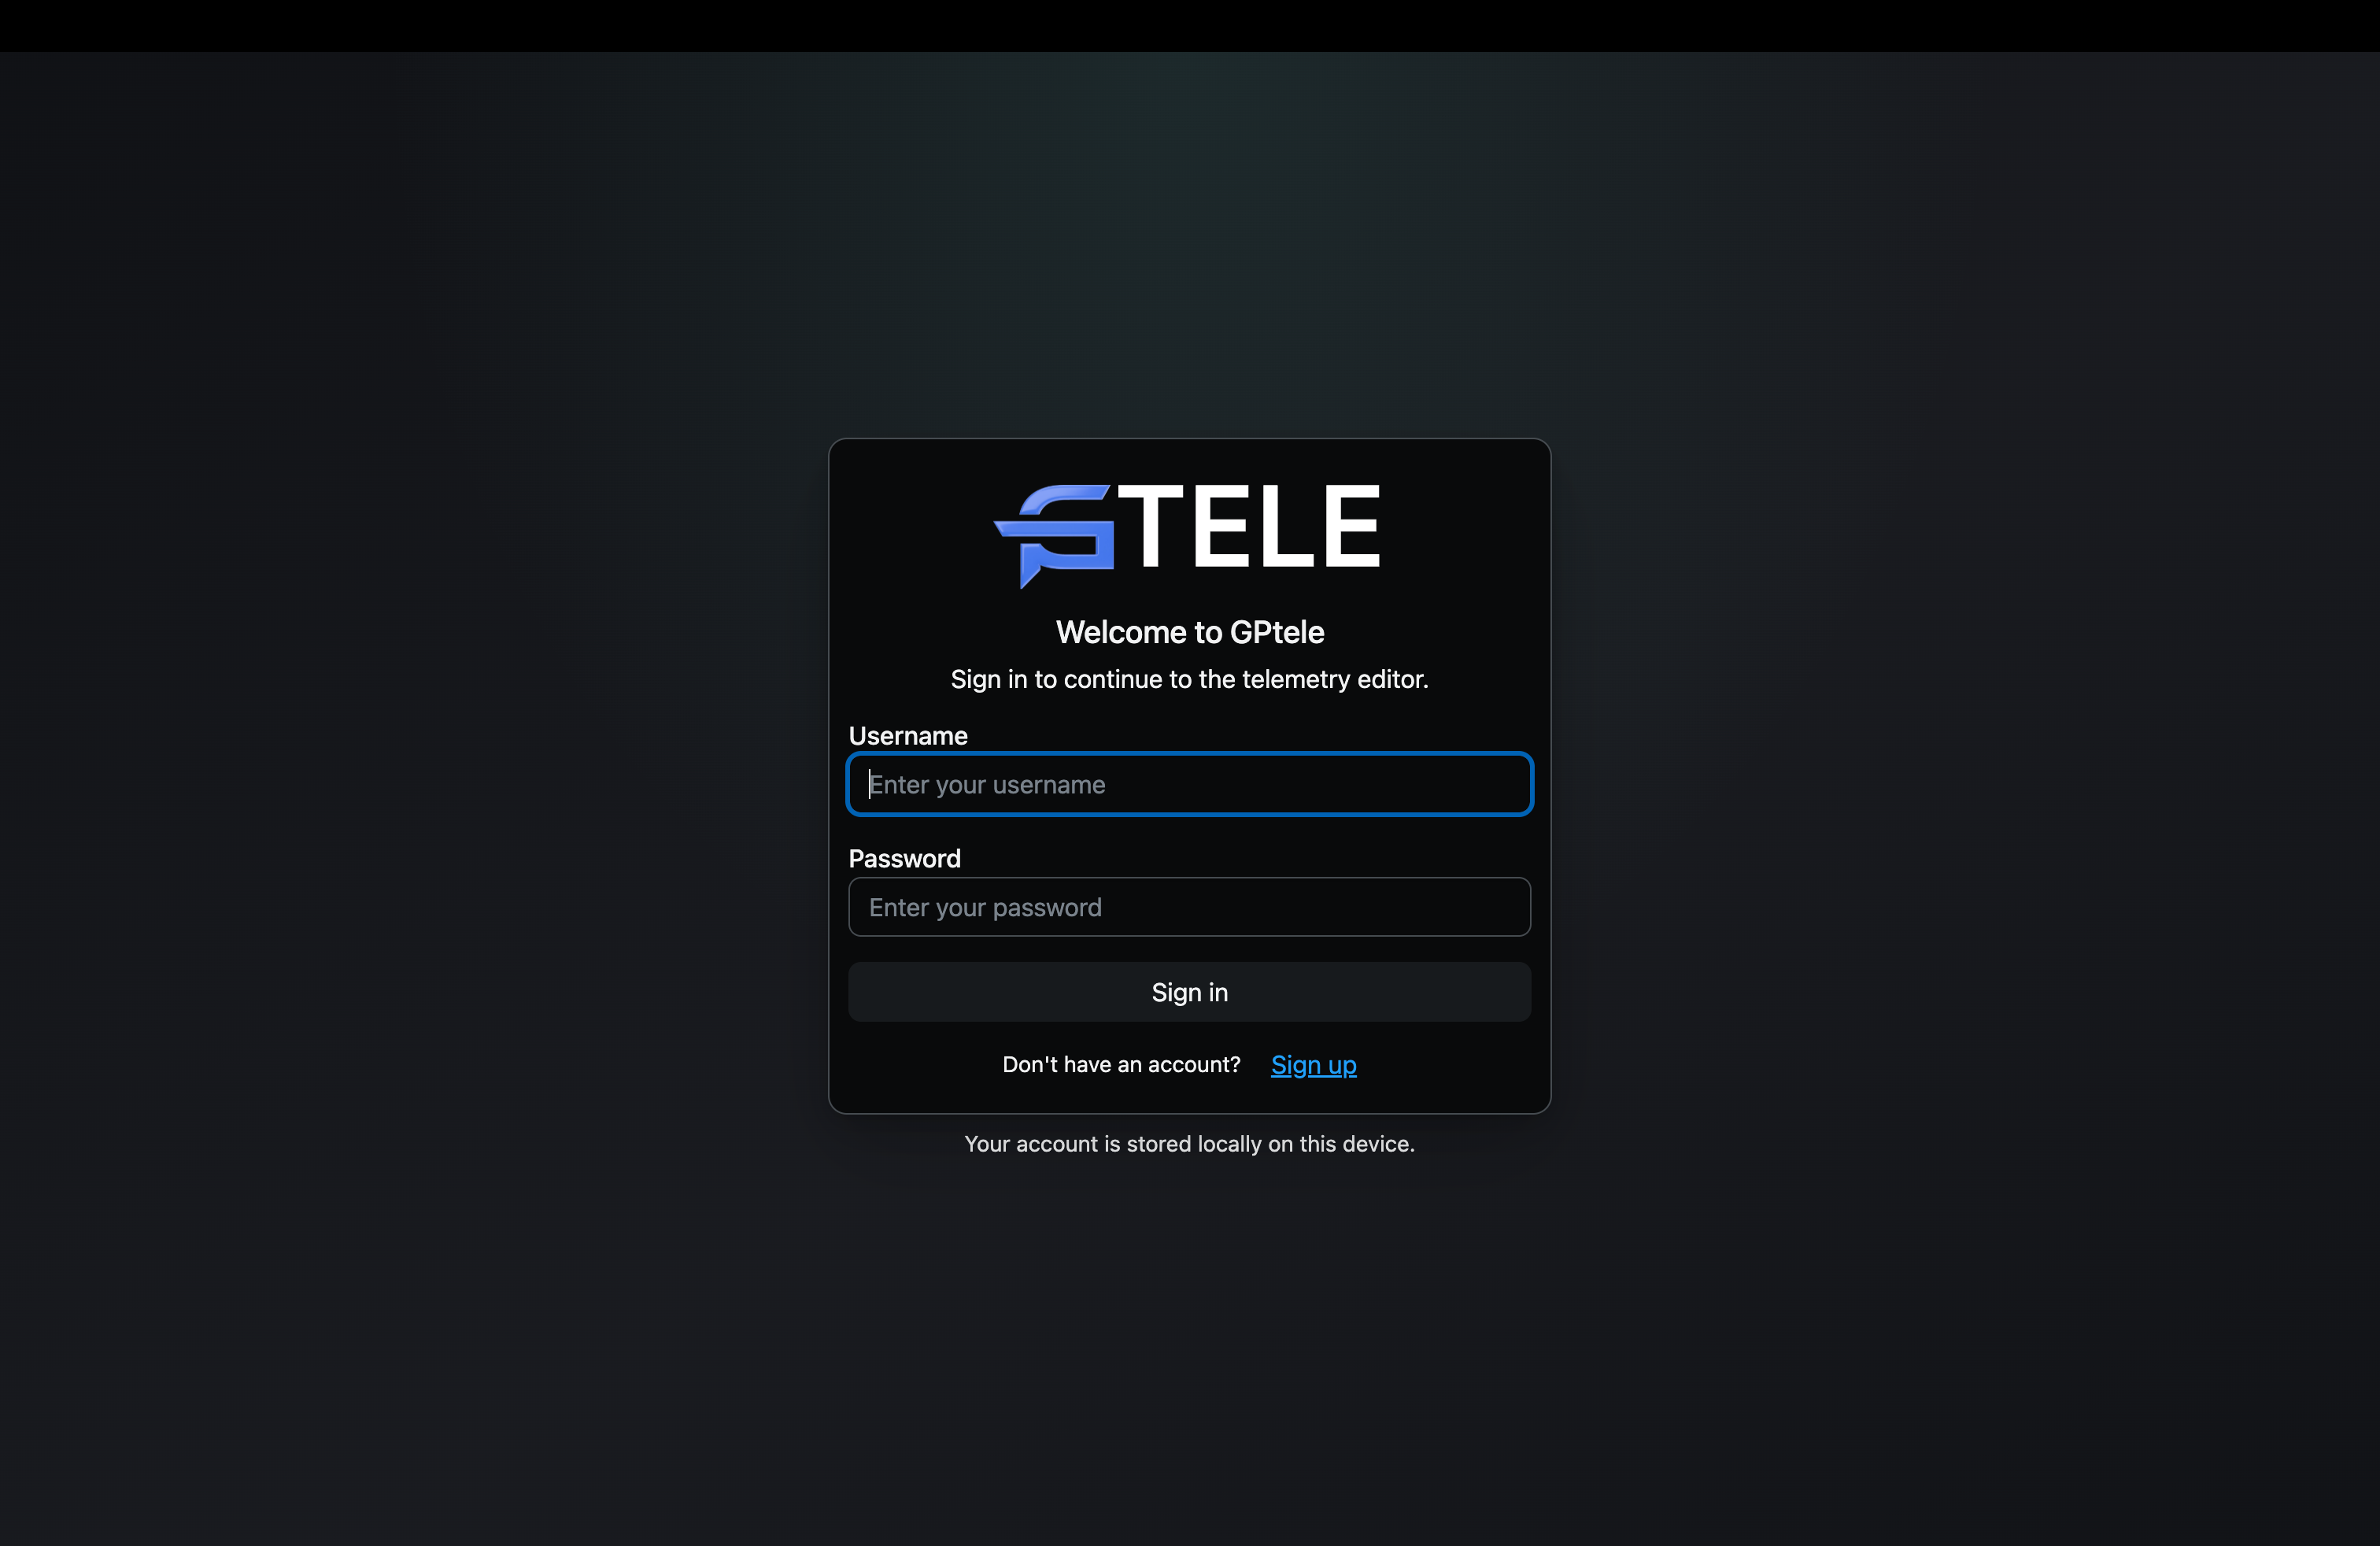 GTELE
Welcome to GPtele
Sign in to continue to the telemetry editor.
Username
Enter your username
Password
Enter your password
Sign in
Don't have an account? Sign up
Your account is stored locally on this device.